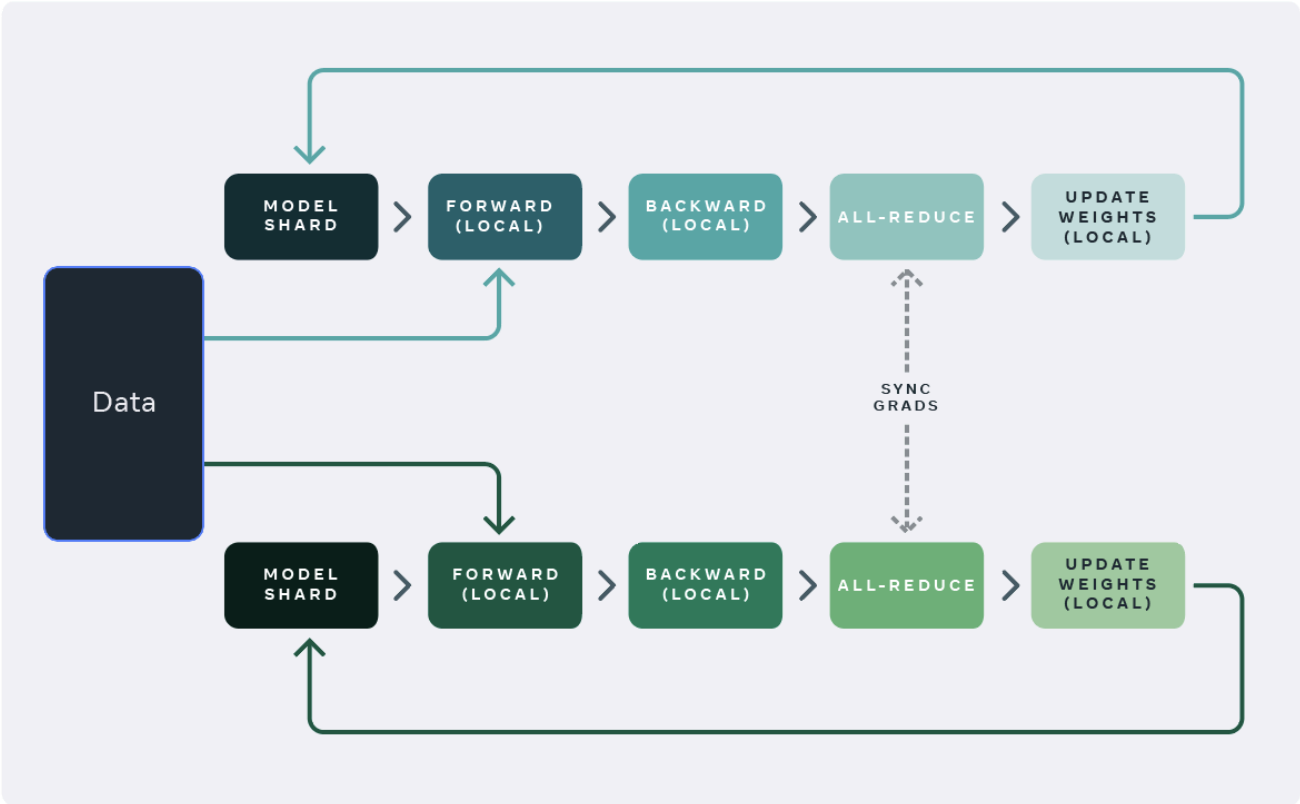 MODEL
SHARD
FORWARD
(LOCAL)
BACKWARD
(LOCAL)
ALL-REDUCE
UPDATE
WEIGHTS
(LOCAL)
Data
SYNC
GRADS
MODEL
SHARD
FORWARD
(LOCAL)
BACKWARD
(LOCAL)
ALL-REDUCE
UPDATE
WEIGHTS
(LOCAL)